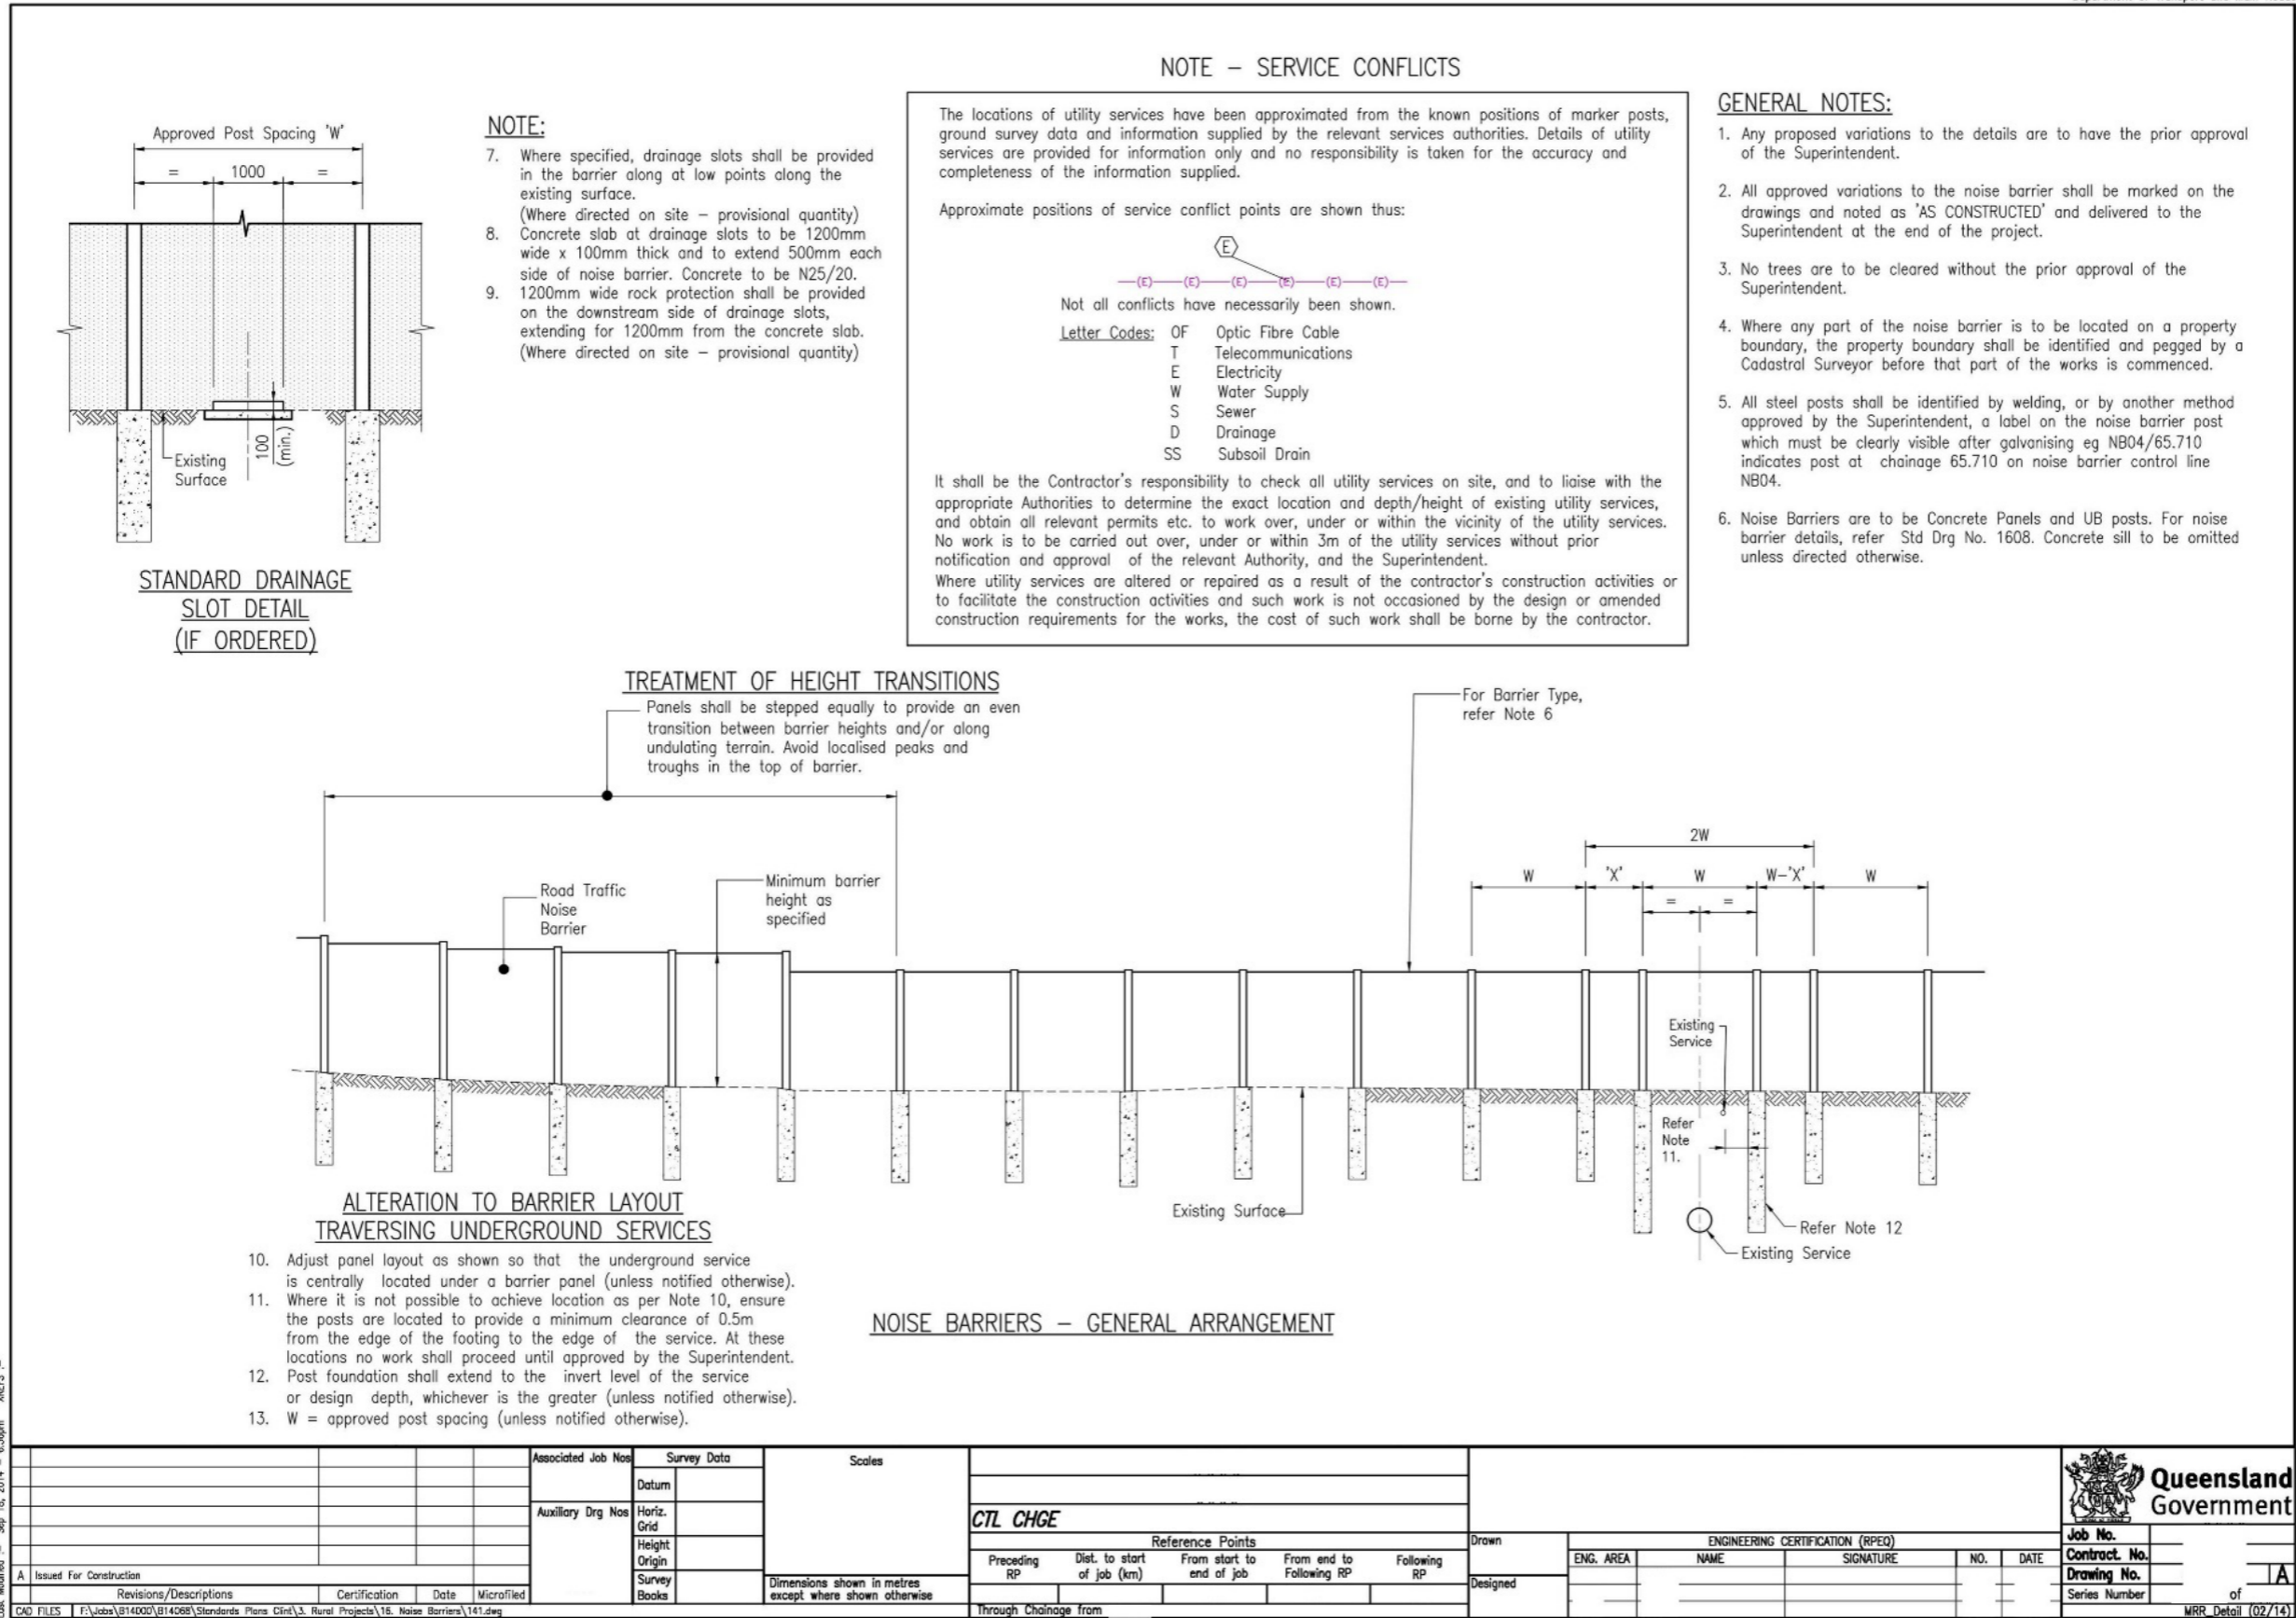 NOTE – SERVICE CONFLICTS
The locations of utility services have been approximated from the known positions of marker posts,
ground survey data and information supplied by the relevant services authorities. Details of utility
services are provided for information only and no responsibility is taken for the accuracy and
completeness of the information supplied.
Approximate positions of service conflict points are shown thus:
E
(E) (E) (E) (E) (E) (E)
Not all conflicts have necessarily been shown.
Letter Codes: OF Optic Fibre Cable
T Telecommunications
E Electricity
W Water Supply
S Sewer
D Drainage
SS Subsoil Drain
It shall be the Contractor's responsibility to check all utility services on site, and to liaise with the
appropriate Authorities to determine the exact location and depth/height of existing utility services,
and obtain all relevant permits etc. to work over, under or within the vicinity of the utility services.
No work is to be carried out over, under or within 3m of the utility services without prior
notification and approval of the relevant Authority, and the Superintendent.
Where utility services are altered or repaired as a result of the contractor's construction activities or
to facilitate the construction activities and such work is not occasioned by the design or amended
construction requirements for the works, the cost of such work shall be borne by the contractor.
Approved Post Spacing 'W'
= 1000 =
Existing
Surface
100
(min.)
STANDARD DRAINAGE
SLOT DETAIL
(IF ORDERED)
NOTE:
7. Where specified, drainage slots shall be provided
in the barrier along at low points along the
existing surface.
(Where directed on site – provisional quantity)
8. Concrete slab at drainage slots to be 1200mm
wide x 100mm thick and to extend 500mm each
side of noise barrier. Concrete to be N25/20.
9. 1200mm wide rock protection shall be provided
on the downstream side of drainage slots,
extending for 1200mm from the concrete slab.
(Where directed on site – provisional quantity)
GENERAL NOTES:
1. Any proposed variations to the details are to have the prior approval
of the Superintendent.
2. All approved variations to the noise barrier shall be marked on the
drawings and noted as 'AS CONSTRUCTED' and delivered to the
Superintendent at the end of the project.
3. No trees are to be cleared without the prior approval of the
Superintendent.
4. Where any part of the noise barrier is to be located on a property
boundary, the property boundary shall be identified and pegged by a
Cadastral Surveyor before that part of the works is commenced.
5. All steel posts shall be identified by welding, or by another method
approved by the Superintendent, a label on the noise barrier post
which must be clearly visible after galvanising eg NB04/65.710
indicates post at chainage 65.710 on noise barrier control line
NB04.
6. Noise Barriers are to be Concrete Panels and UB posts. For noise
barrier details, refer Std Drg No. 1608. Concrete sill to be omitted
unless directed otherwise.
TREATMENT OF HEIGHT TRANSITIONS
Panels shall be stepped equally to provide an even
transition between barrier heights and/or along
undulating terrain. Avoid localised peaks and
troughs in the top of barrier.
For Barrier Type,
refer Note 6
Road Traffic
Noise
Barrier
Minimum barrier
height as
specified
2W
W 'X' W W-'X' W
= =
Existing
Service
Refer
Note
11.
Existing Surface
Refer Note 12
Existing Service
ALTERATION TO BARRIER LAYOUT
TRAVERSING UNDERGROUND SERVICES
10. Adjust panel layout as shown so that the underground service
is centrally located under a barrier panel (unless notified otherwise).
11. Where it is not possible to achieve location as per Note 10, ensure
the posts are located to provide a minimum clearance of 0.5m
from the edge of the footing to the edge of the service. At these
locations no work shall proceed until approved by the Superintendent.
12. Post foundation shall extend to the invert level of the service
or design depth, whichever is the greater (unless notified otherwise).
13. W = approved post spacing (unless notified otherwise).
NOISE BARRIERS – GENERAL ARRANGEMENT
A Issued For Construction
Revisions/Descriptions Certification Date Microfilmed
CAD FILES F:\Jobs\B14000\B14068\Standards Plans Clint\3. Rural Projects\16. Noise Barriers\141.dwg
Associated Job Nos
Auxiliary Drg Nos
Survey Data
Datum
Horiz.
Grid
Height
Origin
Survey
Books
Scales
Dimensions shown in metres
except where shown otherwise
CTL CHGE
Reference Points
Preceding
RP
Dist. to start
of job (km)
From start to
end of job
From end to
Following RP
Following
RP
Through Chainage from
Drawn
Designed
ENGINEERING CERTIFICATION (RPEQ)
ENG. AREA NAME SIGNATURE NO. DATE
Queensland
Government
Job No.
Contract. No.
Drawing No. A
Series Number of
MRR_Detail (02/14)